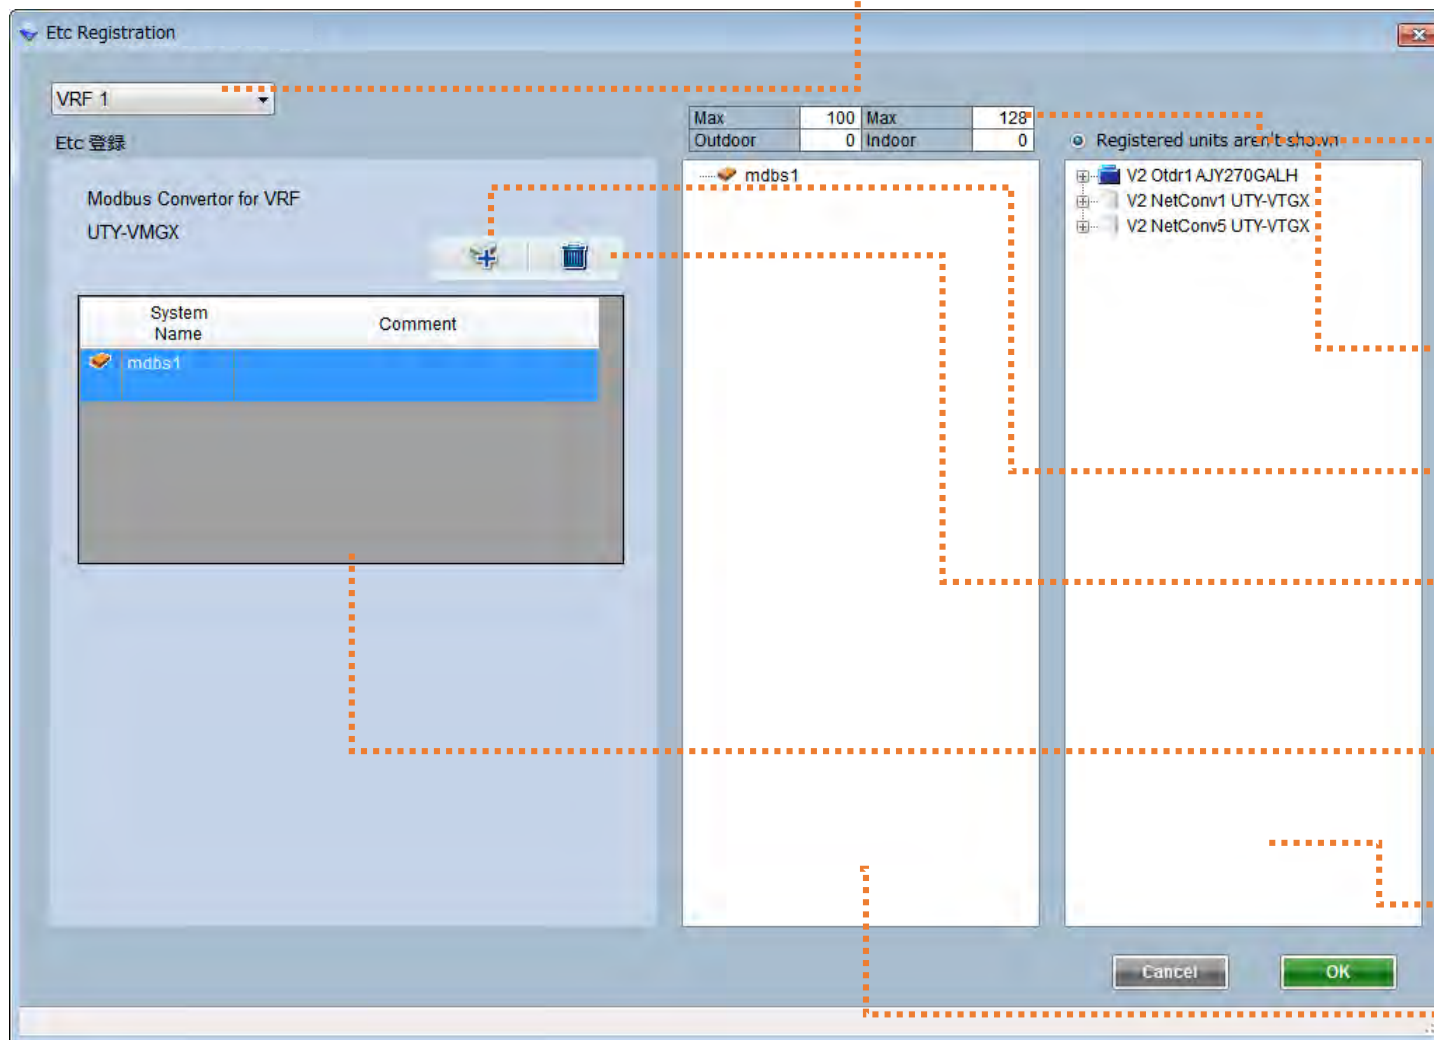 Etc Registration
VRF 1
Etc 登録
Modbus Convertor for VRF
UTY-VMGX
System Name Comment
mdbs1
Max 100 Max 128
Outdoor 0 Indoor 0
mdbs1
Registered units aren't shown
V2 Otdr1 AJY270GALH
V2 NetConv1 UTY-VTGX
V2 NetConv5 UTY-VTGX
Cancel OK